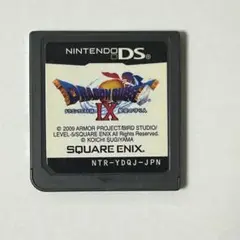 NINTENDO DS
DRAGON QUEST
IX
© 2009 ARMOR PROJECT/BIRD STUDIO/
LEVEL-5/SQUARE ENIX All Rights Reserved.
© KOICHI SUGIYAMA
SQUARE ENIX
NTR-YDQJ-JPN